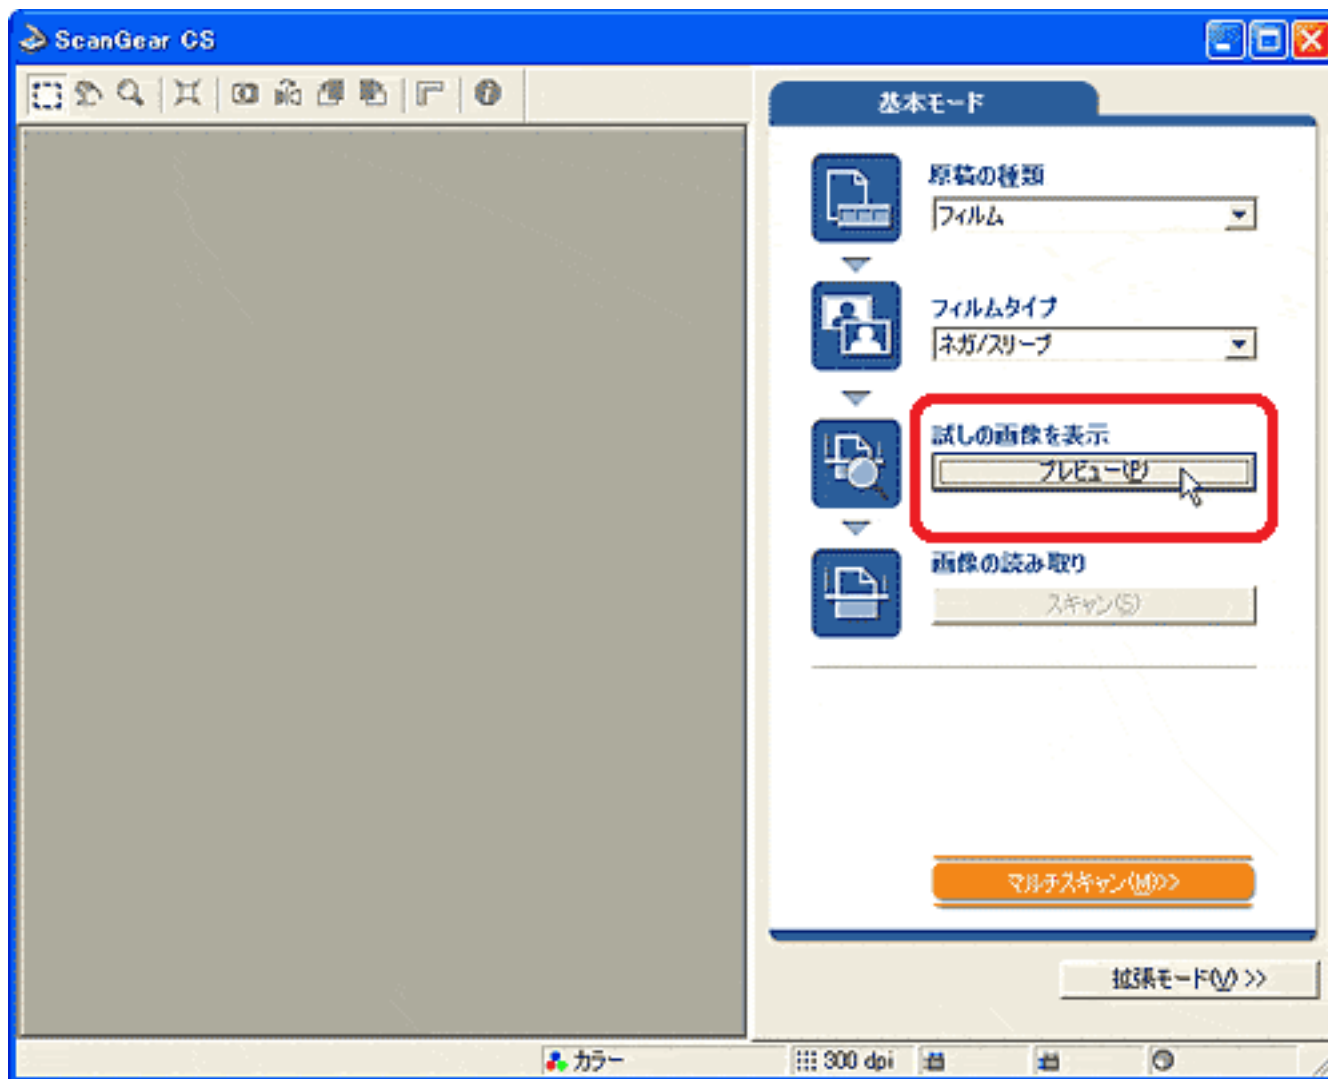 ScanGear CS
基本モード
原稿の種類
フィルム
フィルムタイプ
ネガ/スリーブ
試しの画像を表示
プレビュー(P)
画像の読み取り
スキャン(S)
マルチスキャン(M)>>
拡張モード(V) >>
カラー
300 dpi